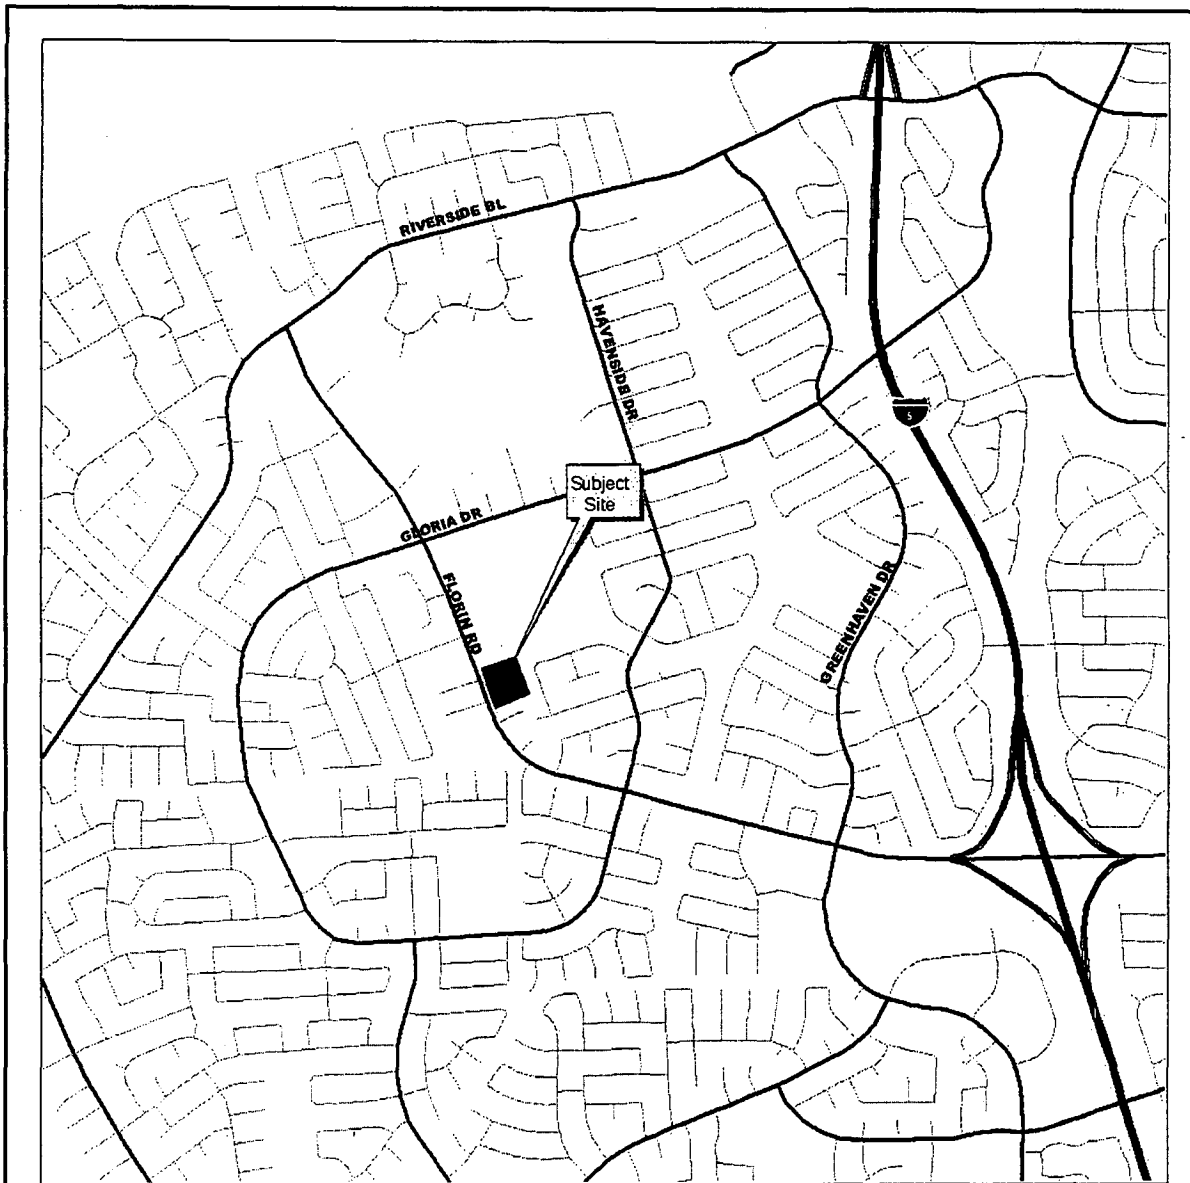 RIVERSIDE BL
HAVENSIDE DR
5
Subject
Site
GLORIA DR
FLORIN RD
GREENHAVEN DR